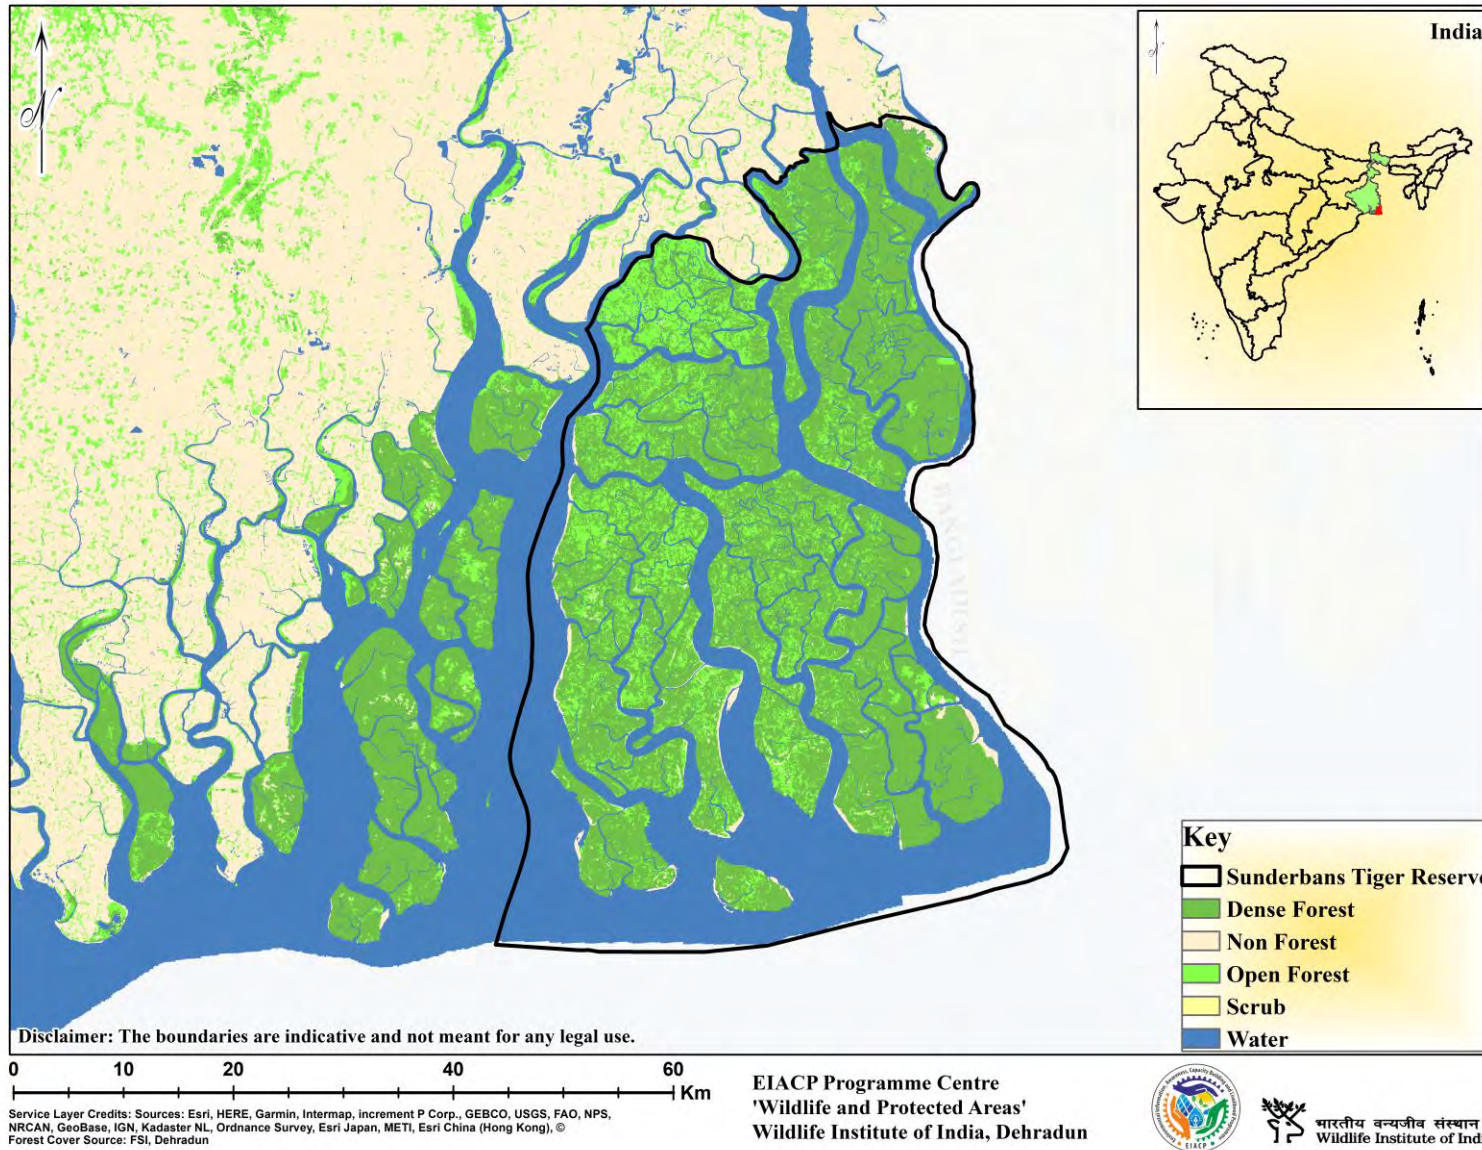 India
BANGLADESH
Key
Sunderbans Tiger Reserve
Dense Forest
Non Forest
Open Forest
Scrub
Water
Disclaimer: The boundaries are indicative and not meant for any legal use.
0 10 20 40 60 Km
Service Layer Credits: Sources: Esri, HERE, Garmin, Intermap, increment P Corp., GEBCO, USGS, FAO, NPS,
NRCAN, GeoBase, IGN, Kadaster NL, Ordnance Survey, Esri Japan, METI, Esri China (Hong Kong), ©
Forest Cover Source: FSI, Dehradun
EIACP Programme Centre
'Wildlife and Protected Areas'
Wildlife Institute of India, Dehradun
EIACP
भारतीय वन्यजीव संस्थान
Wildlife Institute of Ind